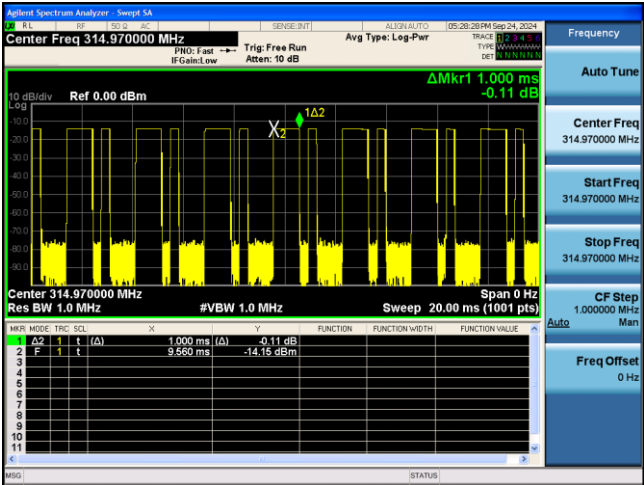 Agilent Spectrum Analyzer - Swept SA
RL RF 50 Ω AC SENSE:INT ALIGN AUTO 05:28:28 PM Sep 24, 2024
Center Freq 314.970000 MHz Avg Type: Log-Pwr TRACE 1 2 3 4 5 6
PNO: Fast Trig: Free Run TYPE WWWWWW
IFGain:Low Atten: 10 dB DET N N N N N N
ΔMkr1 1.000 ms
10 dB/div Ref 0.00 dBm -0.11 dB
Log
1Δ2
-10.0
X2
-20.0
-30.0
-40.0
-50.0
-60.0
-70.0
-80.0
-90.0
Center 314.970000 MHz Span 0 Hz
Res BW 1.0 MHz #VBW 1.0 MHz Sweep 20.00 ms (1001 pts)
MKR MODE TRC SCL X Y FUNCTION FUNCTION WIDTH FUNCTION VALUE
1 Δ2 1 t (Δ) 1.000 ms (Δ) -0.11 dB
2 F 1 t 9.560 ms -14.15 dBm
3
4
5
6
7
8
9
10
11
MSG STATUS
Frequency
Auto Tune
Center Freq
314.970000 MHz
Start Freq
314.970000 MHz
Stop Freq
314.970000 MHz
CF Step
1.000000 MHz
Auto Man
Freq Offset
0 Hz